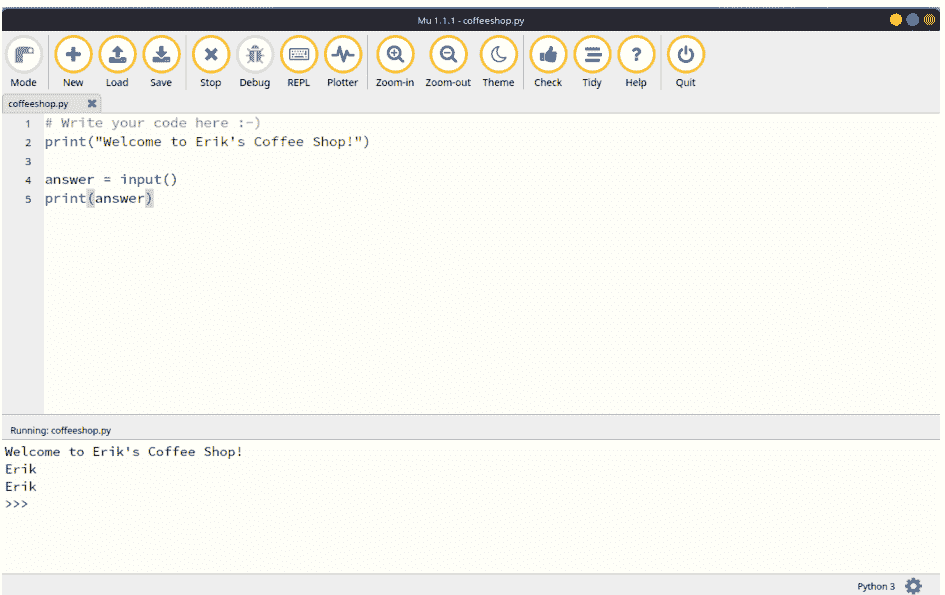 Mu 1.1.1 - coffeeshop.py
Mode New Load Save Stop Debug REPL Plotter Zoom-in Zoom-out Theme Check Tidy Help Quit
coffeeshop.py
1 # Write your code here :-)
2 print("Welcome to Erik's Coffee Shop!")
3
4 answer = input()
5 print(answer)
Running: coffeeshop.py
Welcome to Erik's Coffee Shop!
Erik
Erik
>>>
Python 3